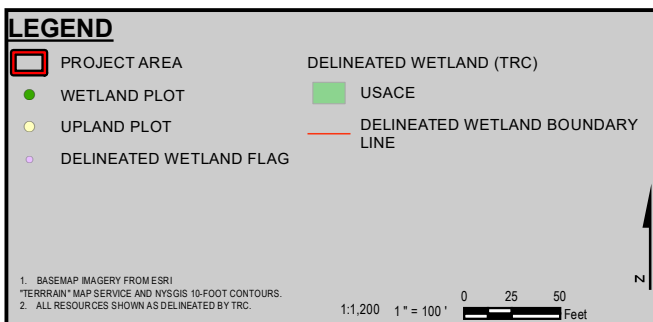 LEGEND
PROJECT AREA
WETLAND PLOT
UPLAND PLOT
DELINEATED WETLAND FLAG
DELINEATED WETLAND (TRC)
USACE
DELINEATED WETLAND BOUNDARY
LINE
1. BASEMAP IMAGERY FROM ESRI
"TERRRAIN" MAP SERVICE AND NYSGIS 10-FOOT CONTOURS.
2. ALL RESOURCES SHOWN AS DELINEATED BY TRC.
1:1,200 1 " = 100 '
0 25 50
Feet
N